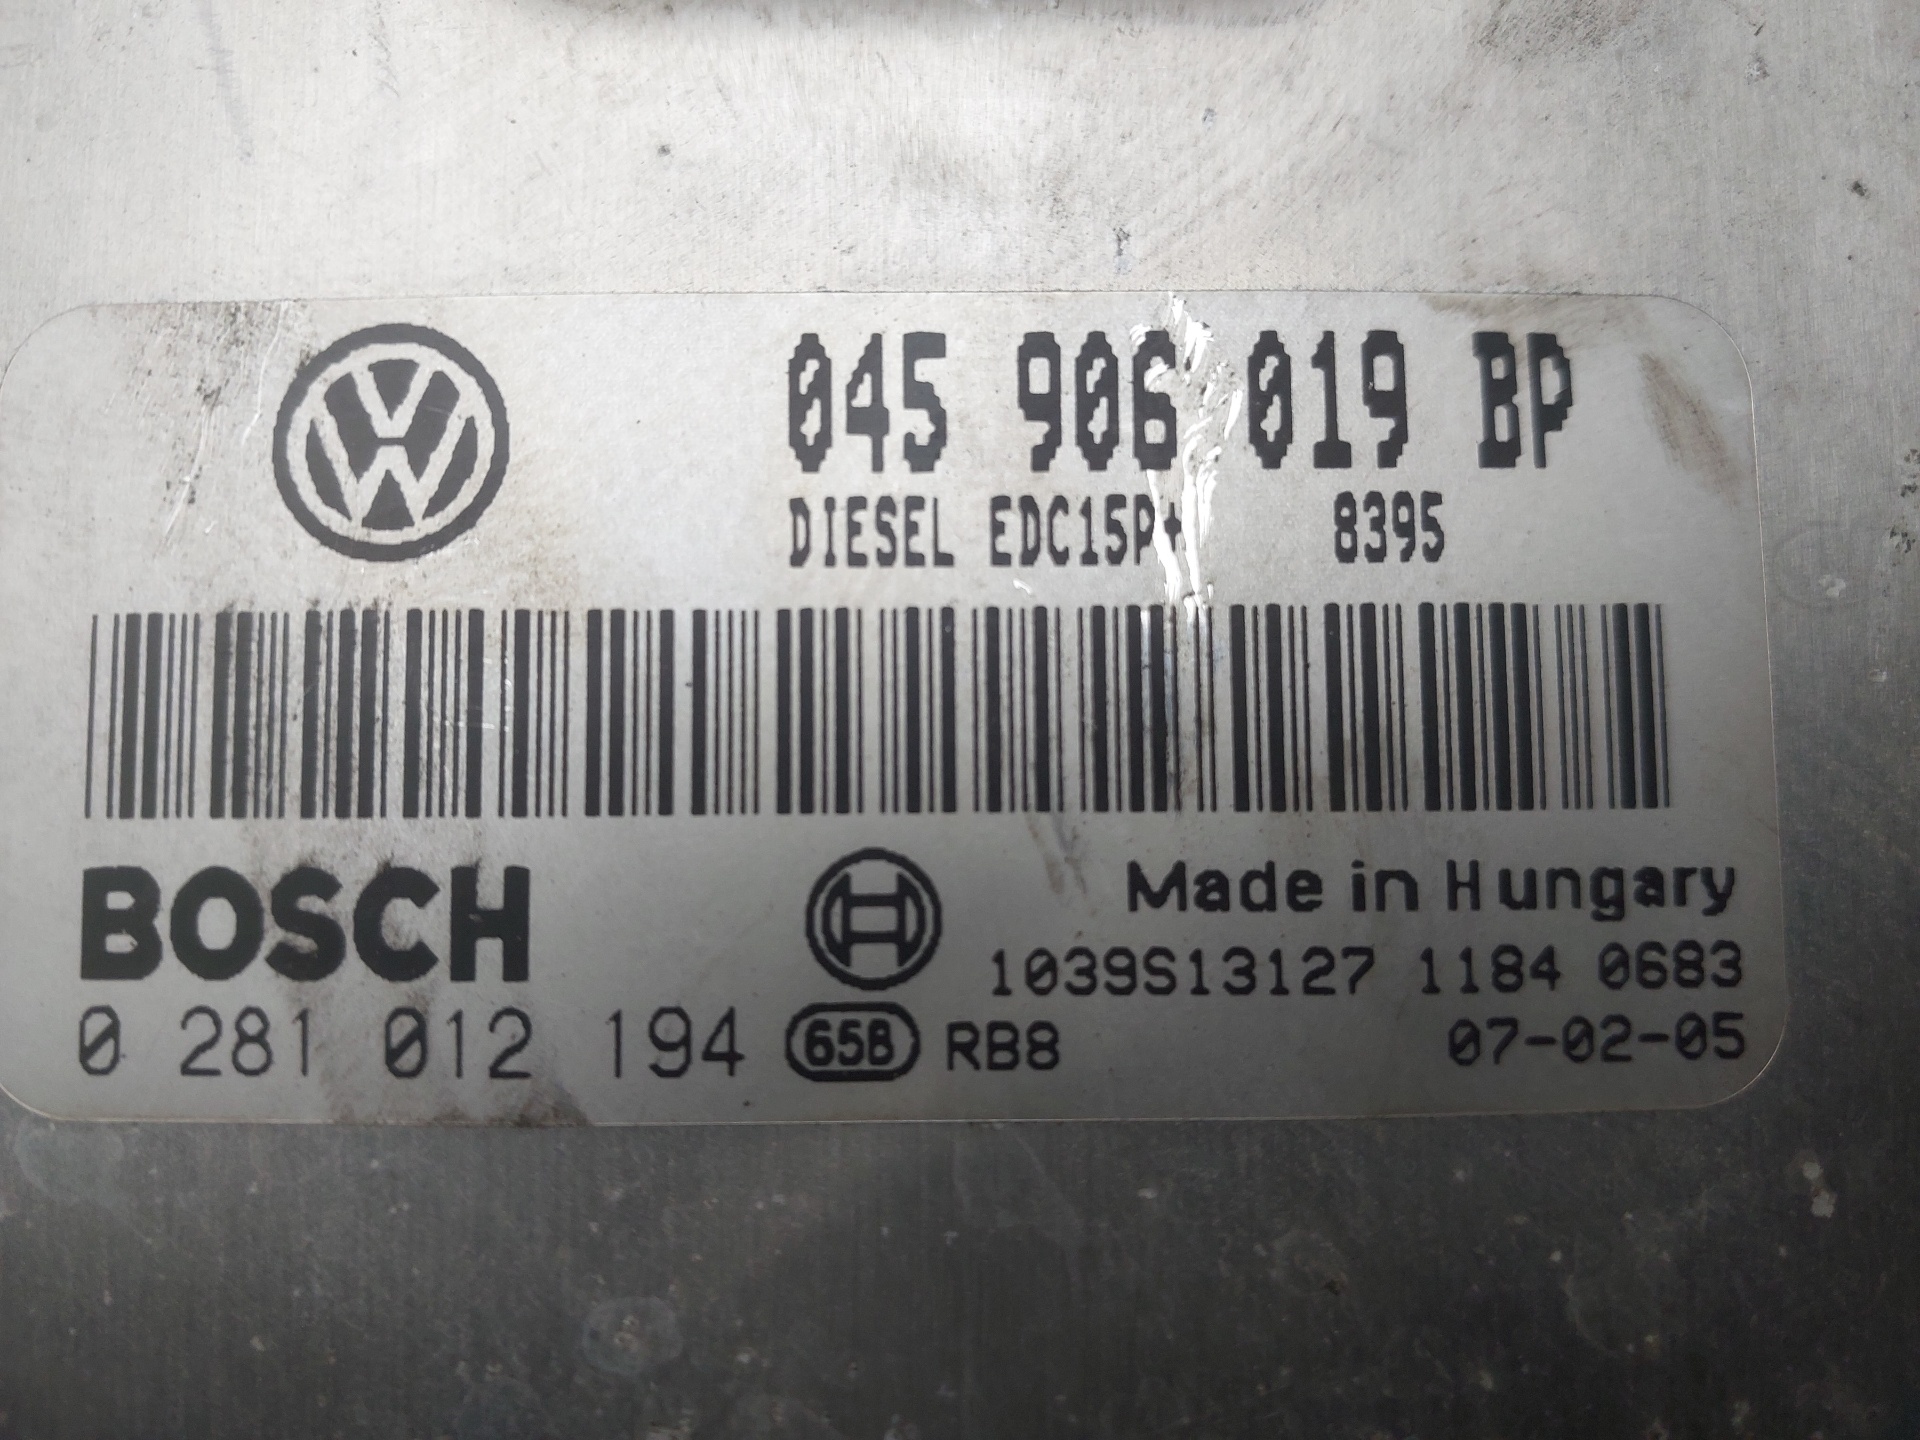 045 906 019 BP
DIESEL EDC15P+ 8395
BOSCH
Made in Hungary
1039S13127 1184 0683
0 281 012 194 65B RB8 07-02-05